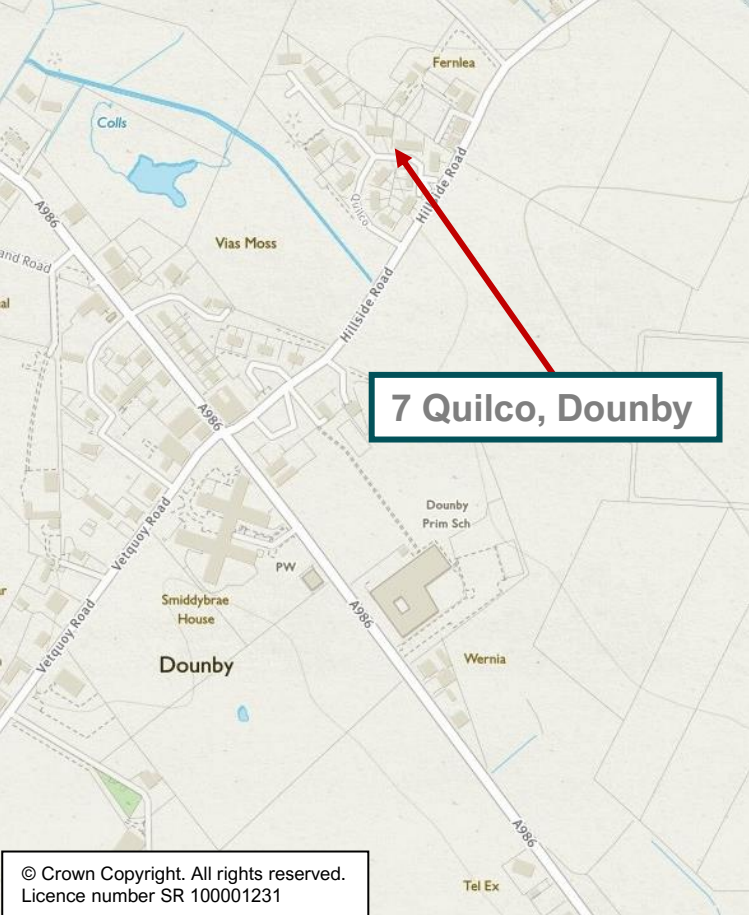 Fernlea
Colls
A986
Quilco
Hillside Road
Vias Moss
and Road
al
Hillside Road
7 Quilco, Dounby
A986
Dounby
Prim Sch
Vetquoy Road
PW
Smiddybrae
House
A986
Vetquoy Road
Dounby
Wernia
A986
Tel Ex
© Crown Copyright. All rights reserved.
Licence number SR 100001231